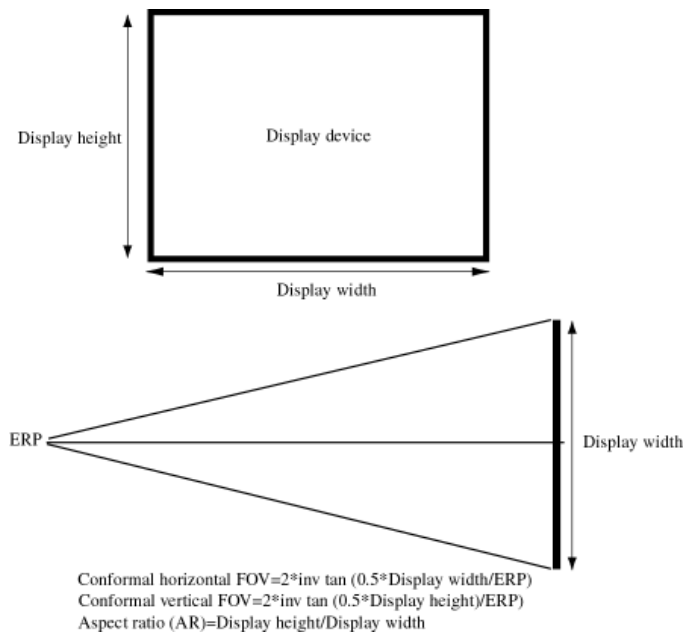 Display height
Display device
Display width
ERP
Display width
Conformal horizontal FOV=2*inv tan (0.5*Display width/ERP)
Conformal vertical FOV=2*inv tan (0.5*Display height)/ERP)
Aspect ratio (AR)=Display height/Display width